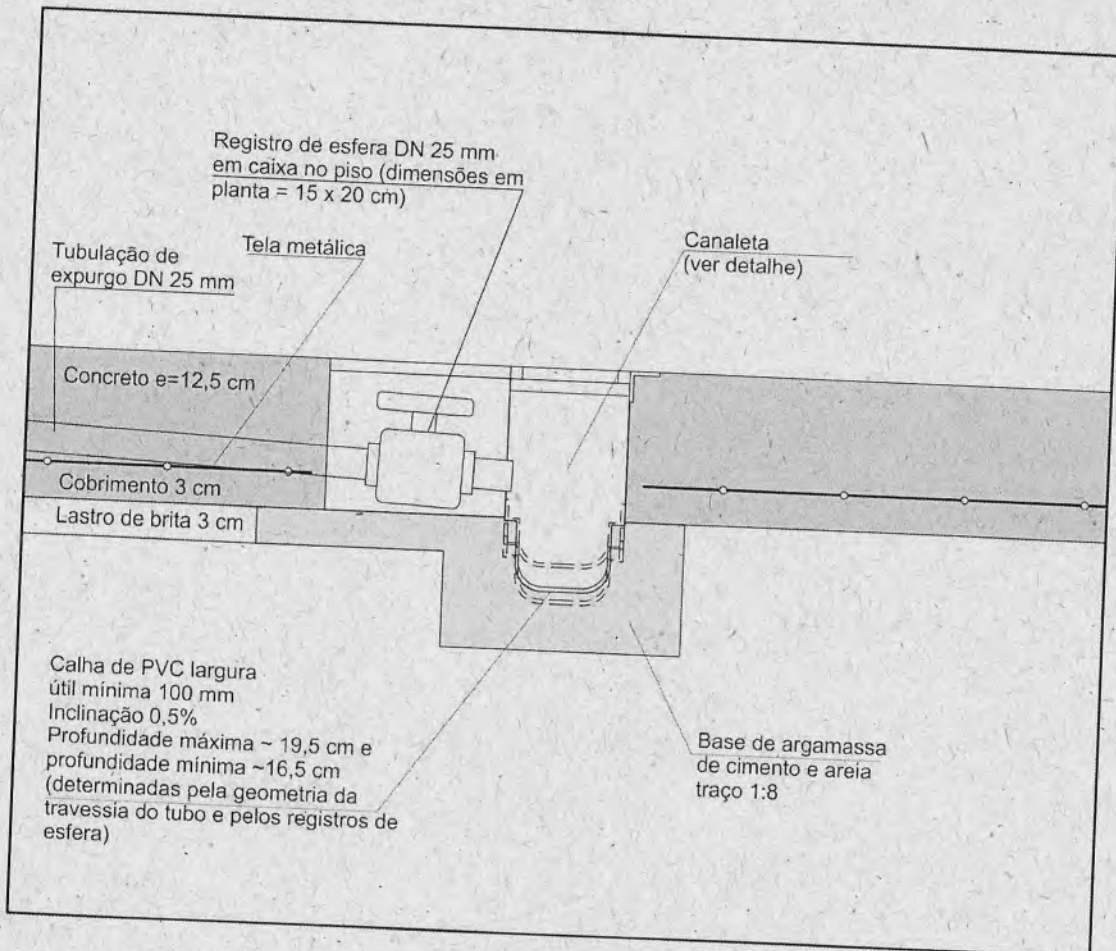 Registro de esfera DN 25 mm
em caixa no piso (dimensões em
planta = 15 x 20 cm)
Tubulação de
expurgo DN 25 mm
Tela metálica
Canaleta
(ver detalhe)
Concreto e=12,5 cm
Cobrimento 3 cm
Lastro de brita 3 cm
Calha de PVC largura
útil mínima 100 mm
Inclinação 0,5%
Profundidade máxima ~ 19,5 cm e
profundidade mínima ~16,5 cm
(determinadas pela geometria da
travessia do tubo e pelos registros de
esfera)
Base de argamassa
de cimento e areia
traço 1:8